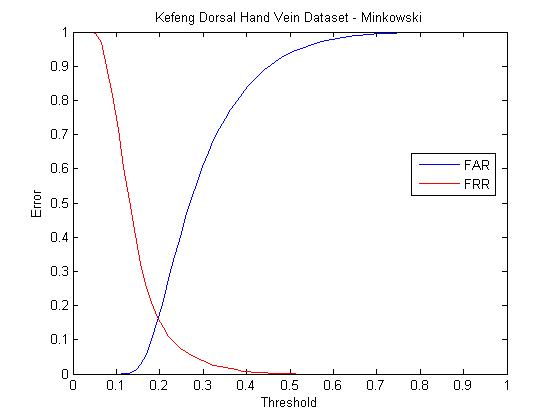 Kefeng Dorsal Hand Vein Dataset - Minkowski
1
0.9
0.8
0.7
0.6
0.5
0.4
0.3
0.2
0.1
0
Error
FAR
FRR
0 0.1 0.2 0.3 0.4 0.5 0.6 0.7 0.8 0.9 1
Threshold